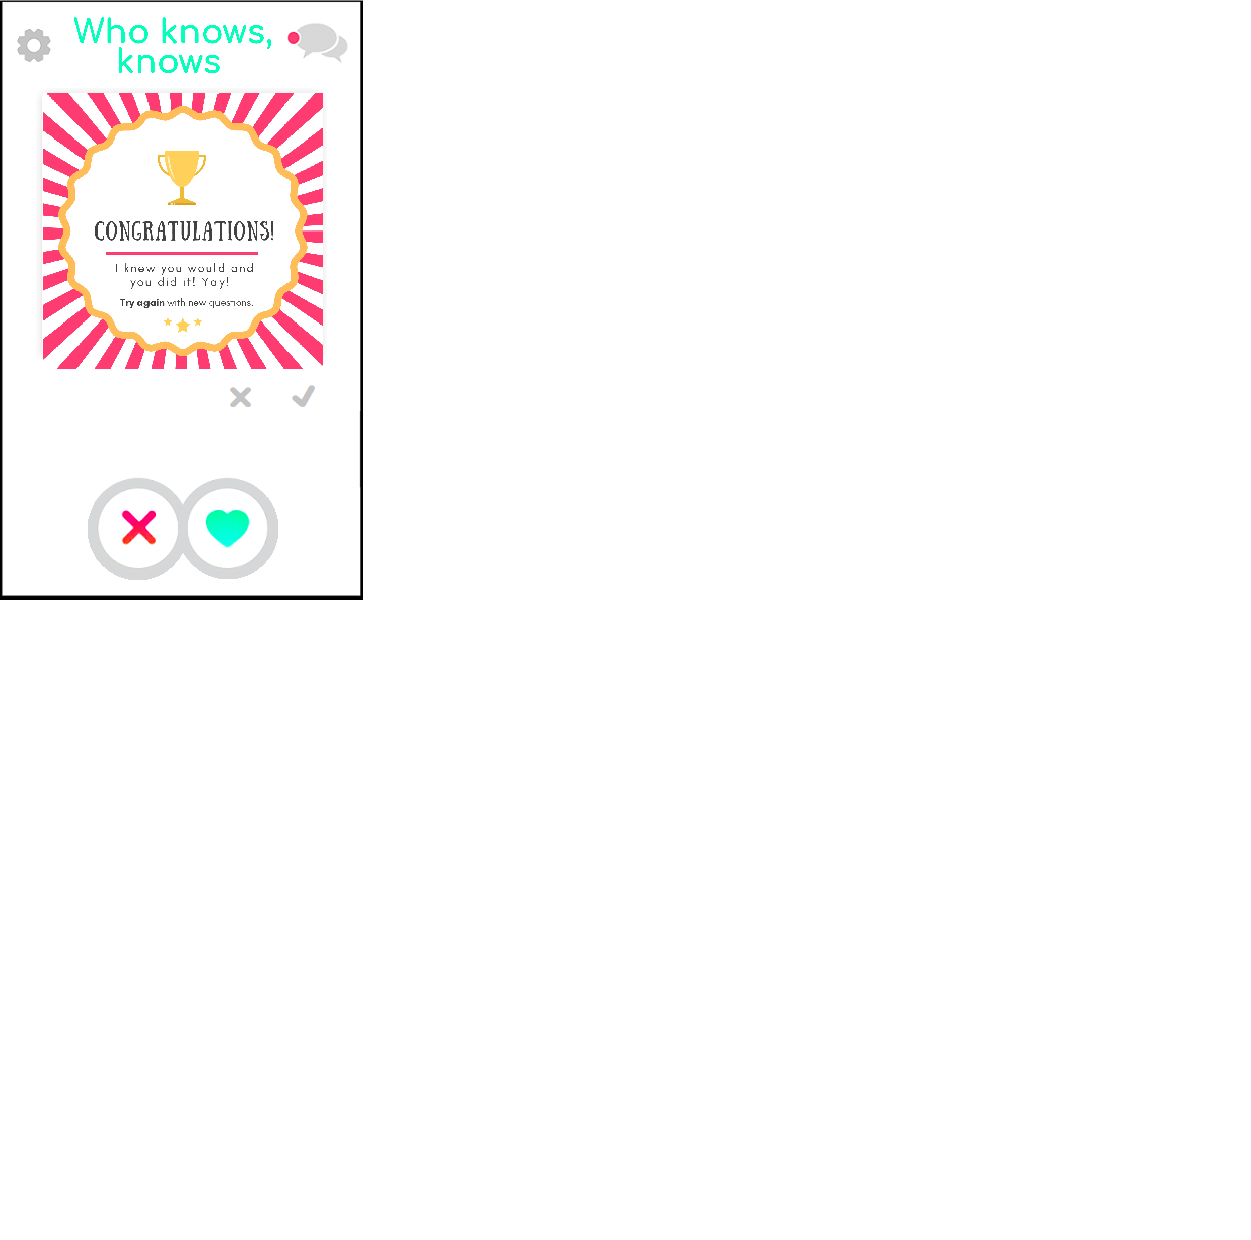 Who knows,
knows
CONGRATULATIONS!
I knew you would and
you did it! Yay!
Try again with new questions.